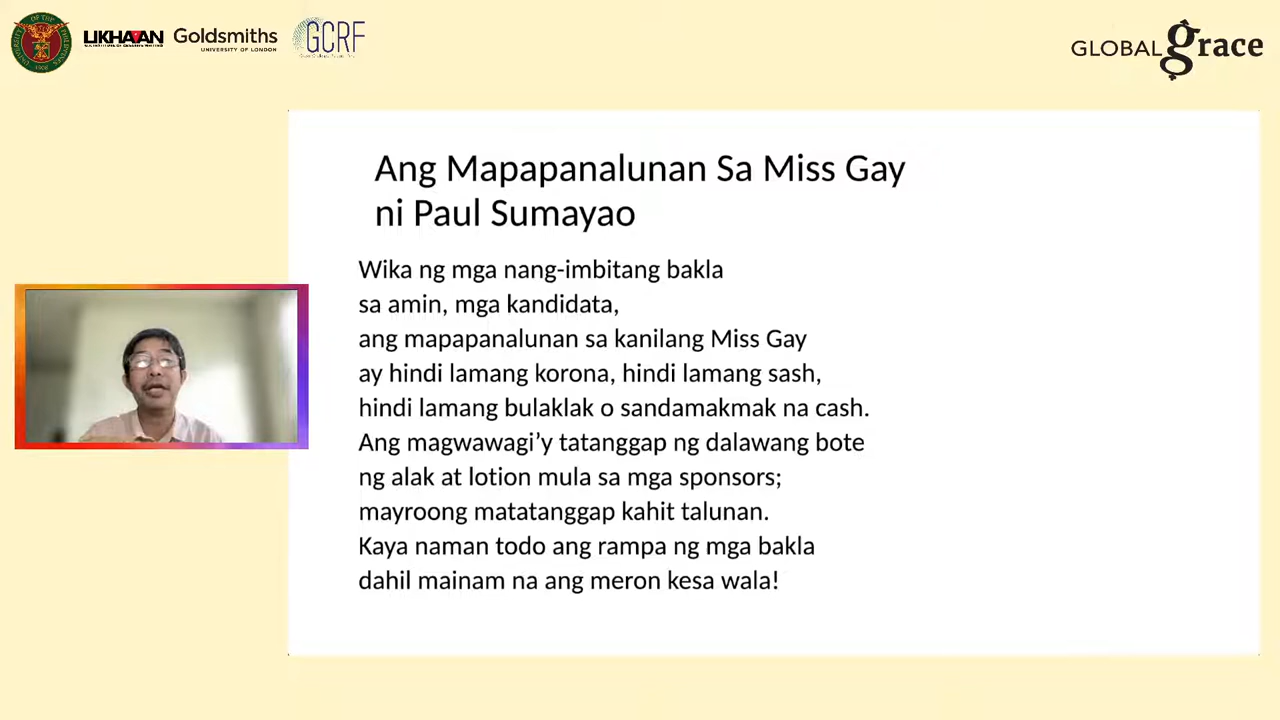 LIKHAAN
Goldsmiths
UNIVERSITY OF LONDON
GCRF
GLOBAL grace
Ang Mapapanalunan Sa Miss Gay
ni Paul Sumayao
Wika ng mga nang-imbitang bakla
sa amin, mga kandidata,
ang mapapanalunan sa kanilang Miss Gay
ay hindi lamang korona, hindi lamang sash,
hindi lamang bulaklak o sandamakmak na cash.
Ang magwawagi’y tatanggap ng dalawang bote
ng alak at lotion mula sa mga sponsors;
mayroong matatanggap kahit talunan.
Kaya naman todo ang rampa ng mga bakla
dahil mainam na ang meron kesa wala!